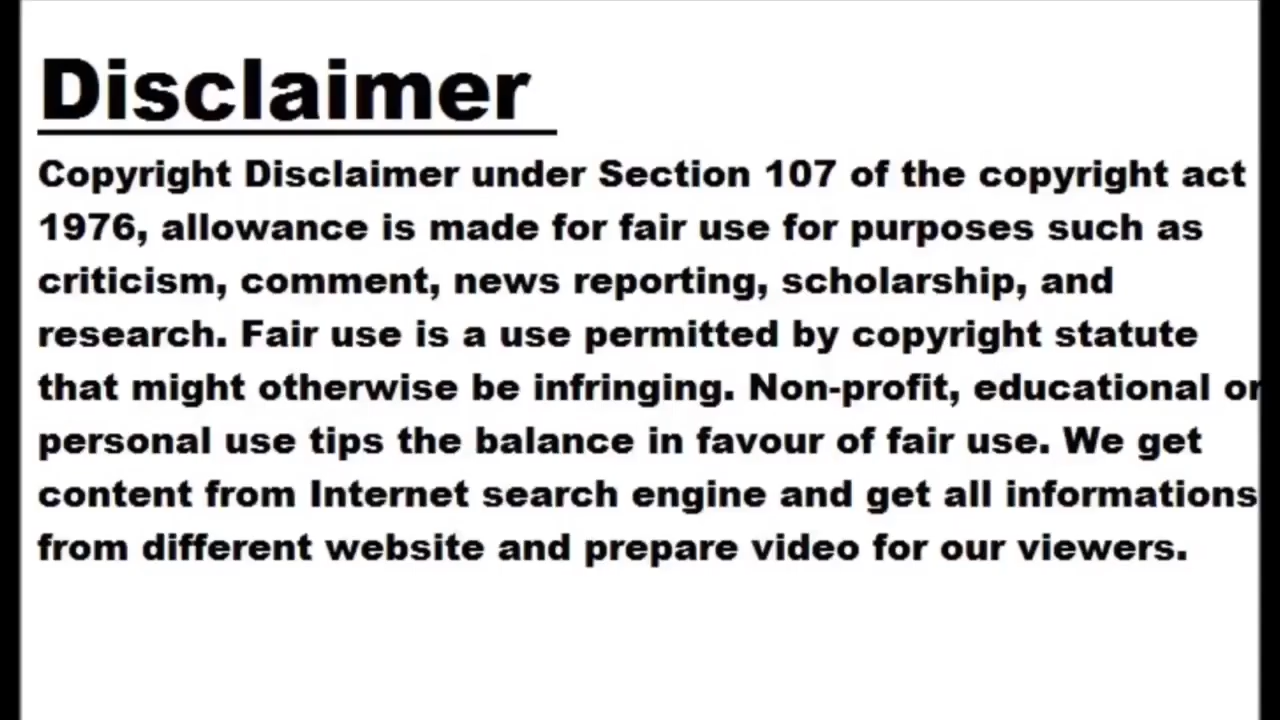 Disclaimer
Copyright Disclaimer under Section 107 of the copyright act
1976, allowance is made for fair use for purposes such as
criticism, comment, news reporting, scholarship, and
research. Fair use is a use permitted by copyright statute
that might otherwise be infringing. Non-profit, educational or
personal use tips the balance in favour of fair use. We get
content from Internet search engine and get all informations
from different website and prepare video for our viewers.